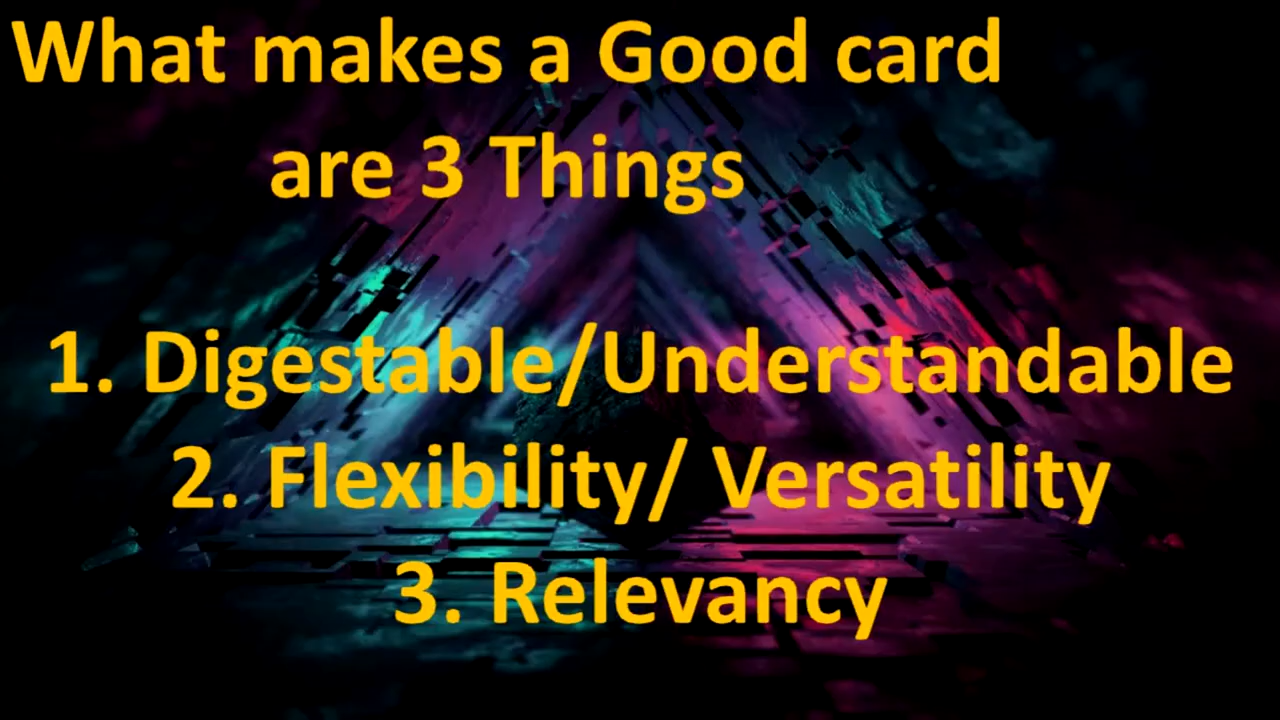 What makes a Good card
are 3 Things
1. Digestable/Understandable
2. Flexibility/ Versatility
3. Relevancy